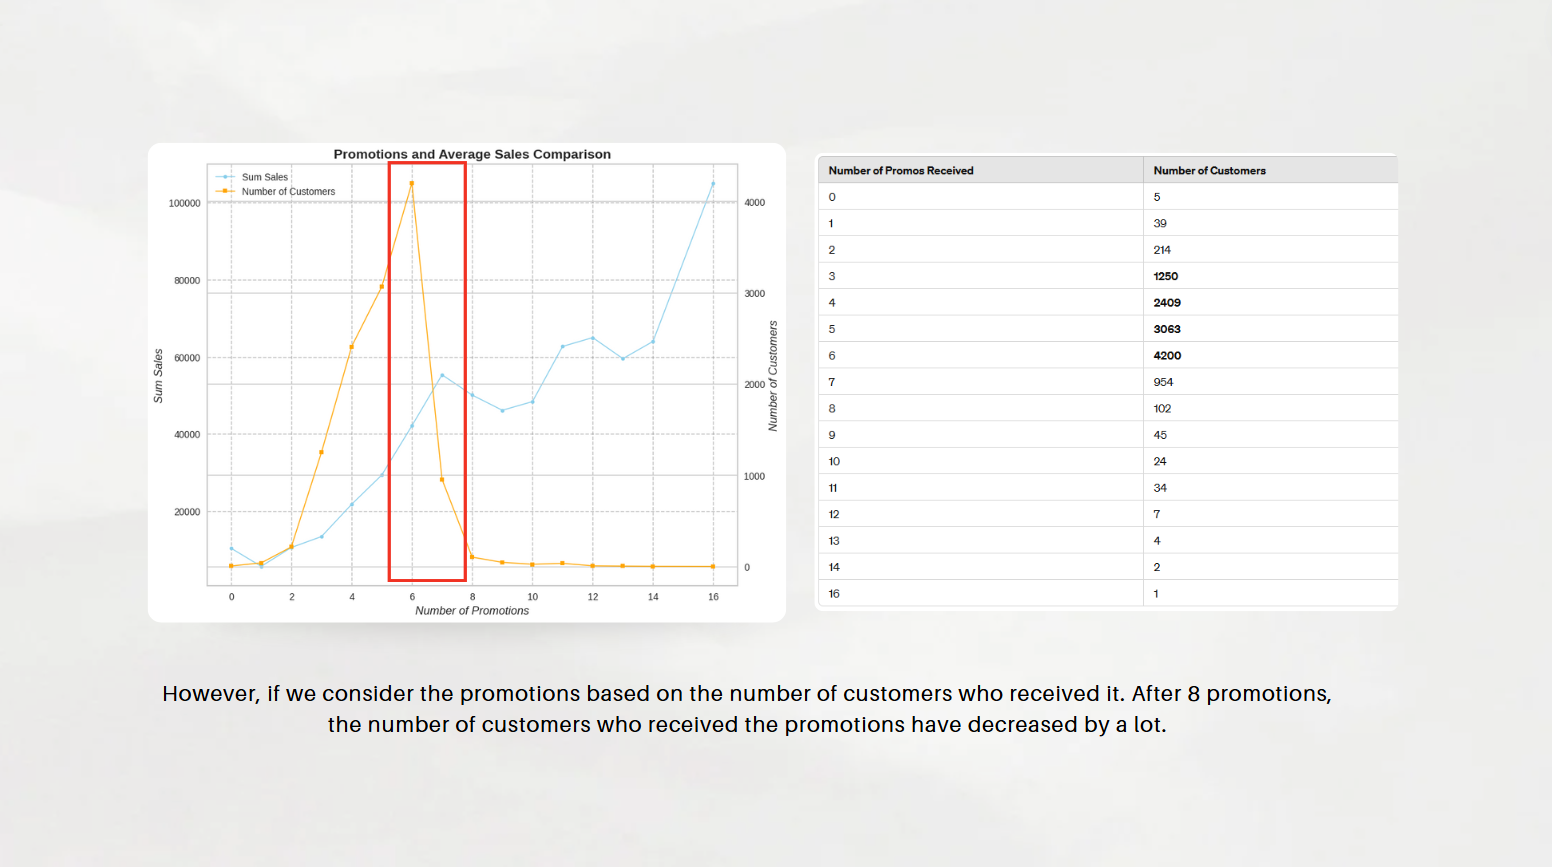 Promotions and Average Sales Comparison
Sum Sales
Number of Customers
100000
80000
60000
40000
20000
Sum Sales
4000
3000
2000
1000
0
Number of Customers
0 2 4 6 8 10 12 14 16
Number of Promotions
Number of Promos Received Number of Customers
0 5
1 39
2 214
3 1250
4 2409
5 3063
6 4200
7 954
8 102
9 45
10 24
11 34
12 7
13 4
14 2
16 1
However, if we consider the promotions based on the number of customers who received it. After 8 promotions,
the number of customers who received the promotions have decreased by a lot.